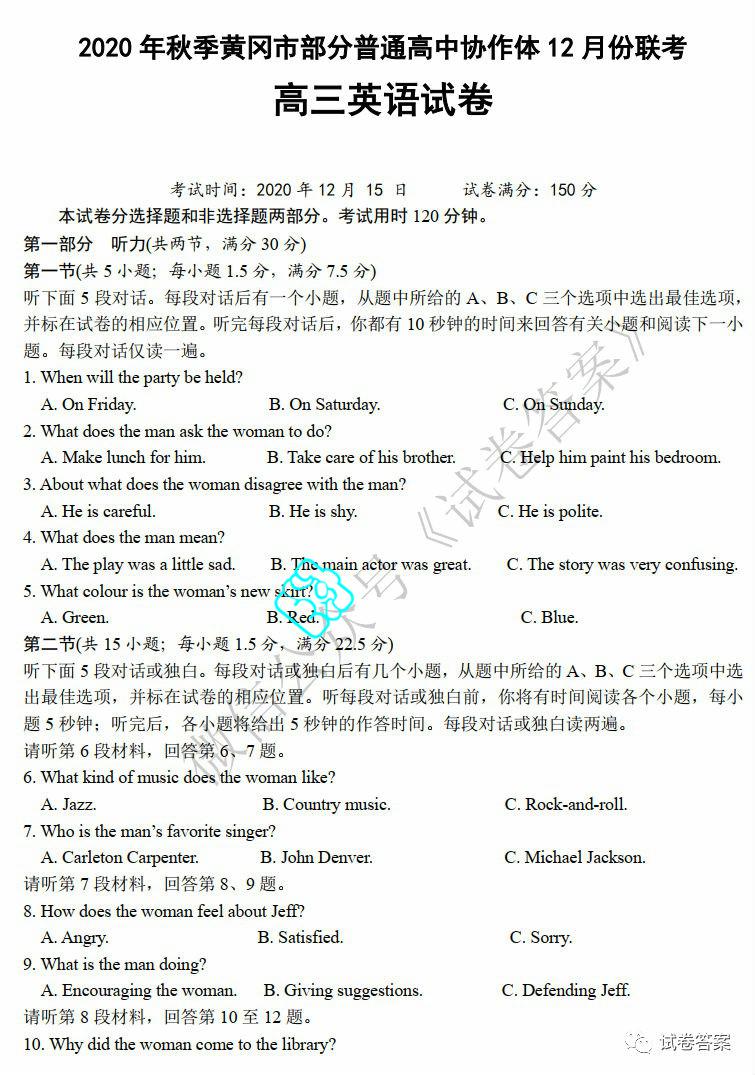 2020 年秋季黄冈市部分普通高中协作体 12 月份联考
高三英语试卷
考试时间：2020 年 12 月 15 日 试卷满分：150 分
本试卷分选择题和非选择题两部分。考试用时 120 分钟。
第一部分 听力(共两节，满分 30 分)
第一节(共 5 小题；每小题 1.5 分，满分 7.5 分)
听下面 5 段对话。每段对话后有一个小题，从题中所给的 A、B、C 三个选项中选出最佳选项，
并标在试卷的相应位置。听完每段对话后，你都有 10 秒钟的时间来回答有关小题和阅读下一小
题。每段对话仅读一遍。
1. When will the party be held?
A. On Friday. B. On Saturday. C. On Sunday.
2. What does the man ask the woman to do?
A. Make lunch for him. B. Take care of his brother. C. Help him paint his bedroom.
3. About what does the woman disagree with the man?
A. He is careful. B. He is shy. C. He is polite.
4. What does the man mean?
A. The play was a little sad. B. The main actor was great. C. The story was very confusing.
5. What colour is the woman's new skirt?
A. Green. B. Red. C. Blue.
第二节(共 15 小题；每小题 1.5 分，满分 22.5 分)
听下面 5 段对话或独白。每段对话或独白后有几个小题，从题中所给的 A、B、C 三个选项中选
出最佳选项，并标在试卷的相应位置。听每段对话或独白前，你将有时间阅读各个小题，每小
题 5 秒钟；听完后，各小题将给出 5 秒钟的作答时间。每段对话或独白读两遍。
请听第 6 段材料，回答第 6、7 题。
6. What kind of music does the woman like?
A. Jazz. B. Country music. C. Rock-and-roll.
7. Who is the man's favorite singer?
A. Carleton Carpenter. B. John Denver. C. Michael Jackson.
请听第 7 段材料，回答第 8、9 题。
8. How does the woman feel about Jeff?
A. Angry. B. Satisfied. C. Sorry.
9. What is the man doing?
A. Encouraging the woman. B. Giving suggestions. C. Defending Jeff.
请听第 8 段材料，回答第 10 至 12 题。
10. Why did the woman come to the library?
微信公众号《试卷答案》
试卷答案